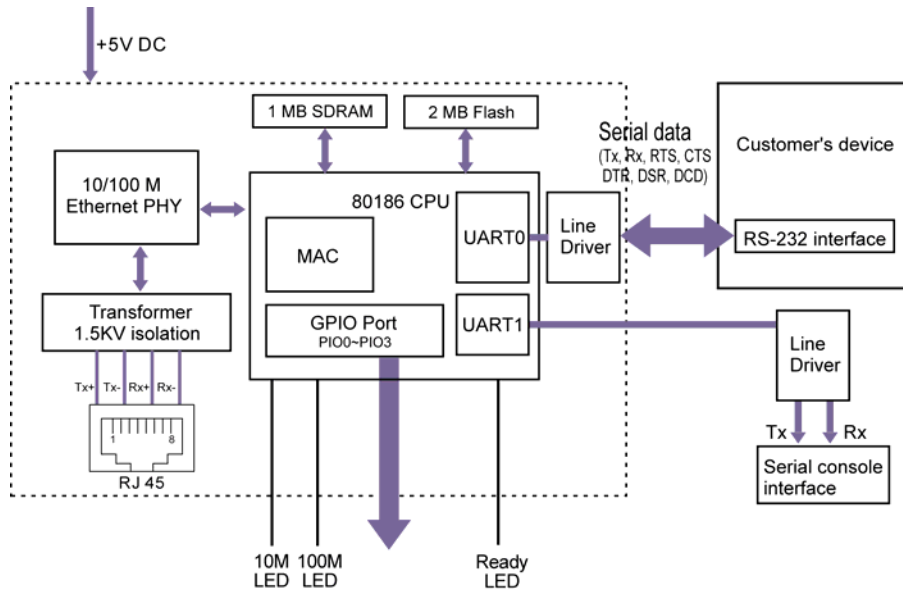 +5V DC
1 MB SDRAM
2 MB Flash
Serial data
(Tx, Rx, RTS, CTS
DTR, DSR, DCD)
Customer's device
RS-232 interface
10/100 M
Ethernet PHY
80186 CPU
MAC
UART0
Line
Driver
Transformer
1.5KV isolation
GPIO Port
PIO0~PIO3
UART1
Line
Driver
Tx+ Tx- Rx+ Rx-
1 8
RJ 45
Tx Rx
Serial console
interface
10M
LED
100M
LED
Ready
LED